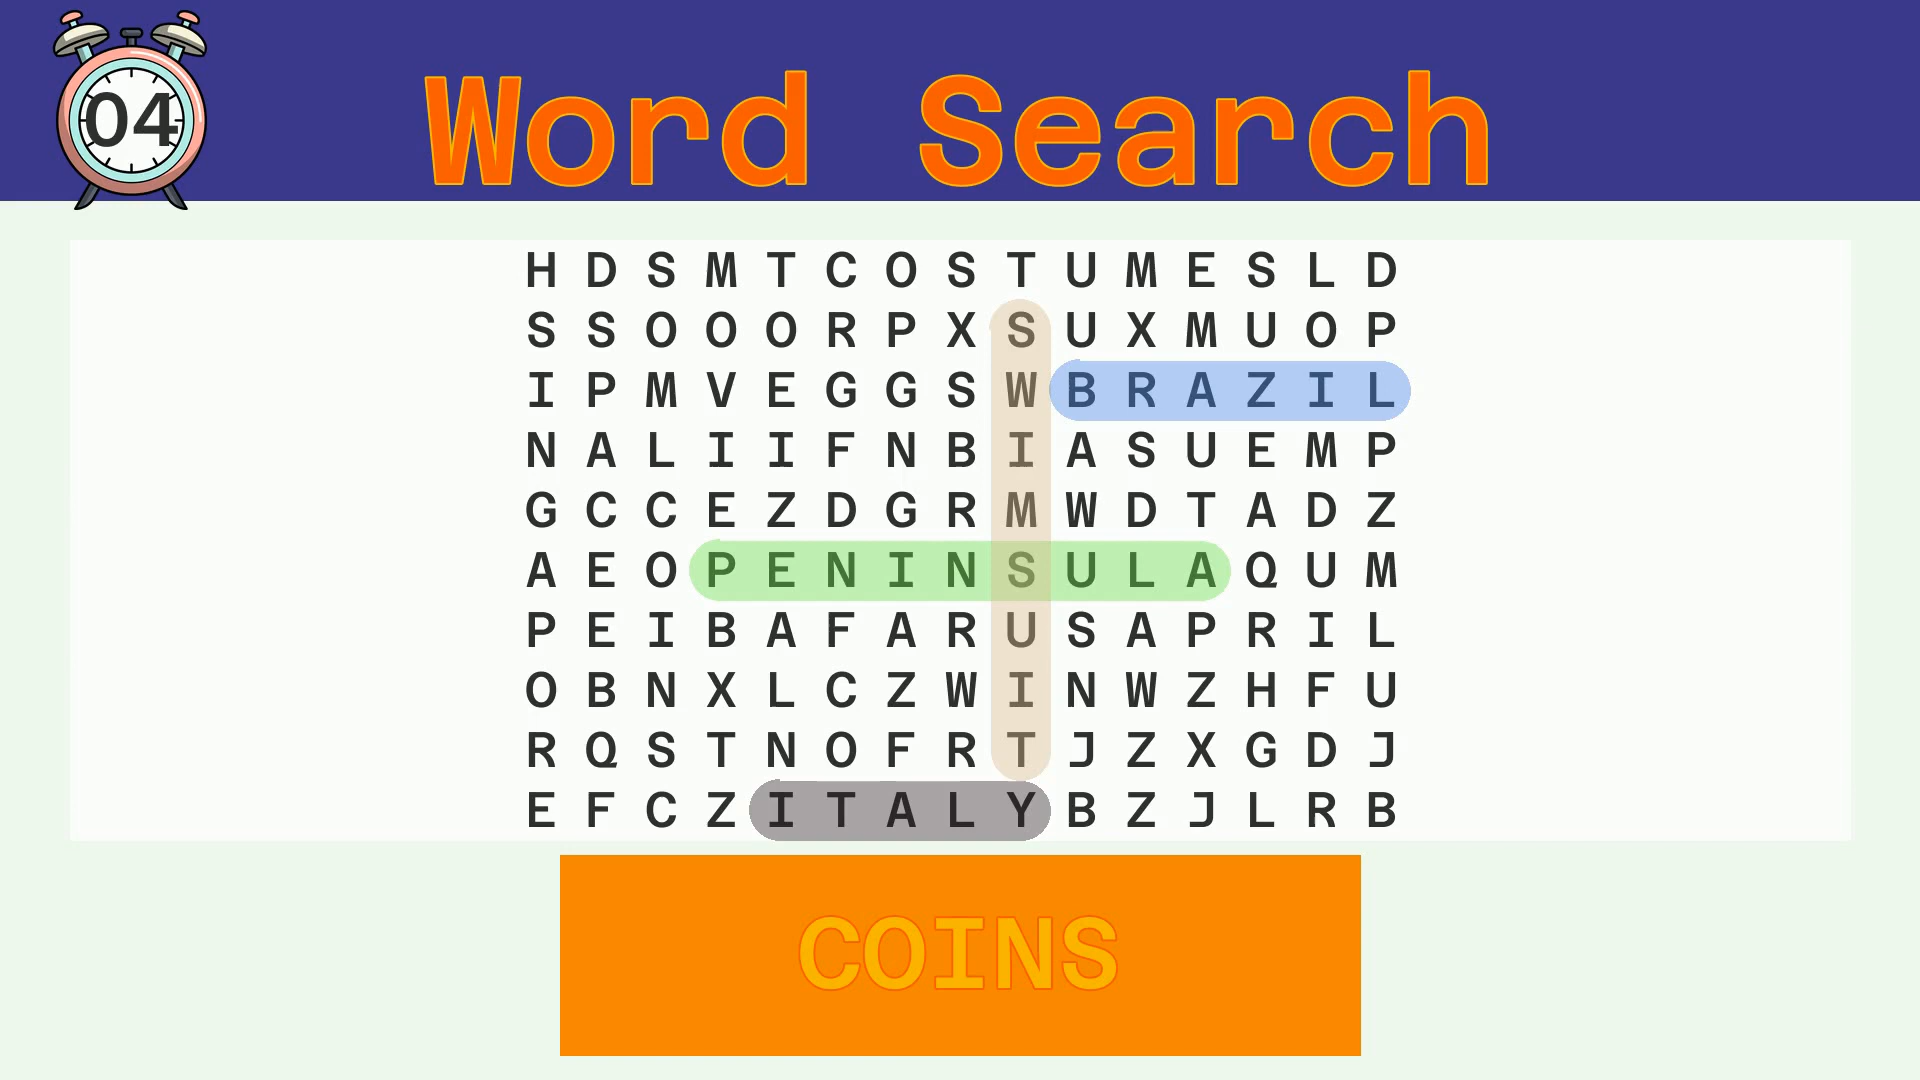 04
Word Search
H D S M T C O S T U M E S L D
S S O O O R P X S U X M U O P
I P M V E G G S W B R A Z I L
N A L I I F N B I A S U E M P
G C C E Z D G R M W D T A D Z
A E O P E N I N S U L A Q U M
P E I B A F A R U S A P R I L
O B N X L C Z W I N W Z H F U
R Q S T N O F R T J Z X G D J
E F C Z I T A L Y B Z J L R B
COINS